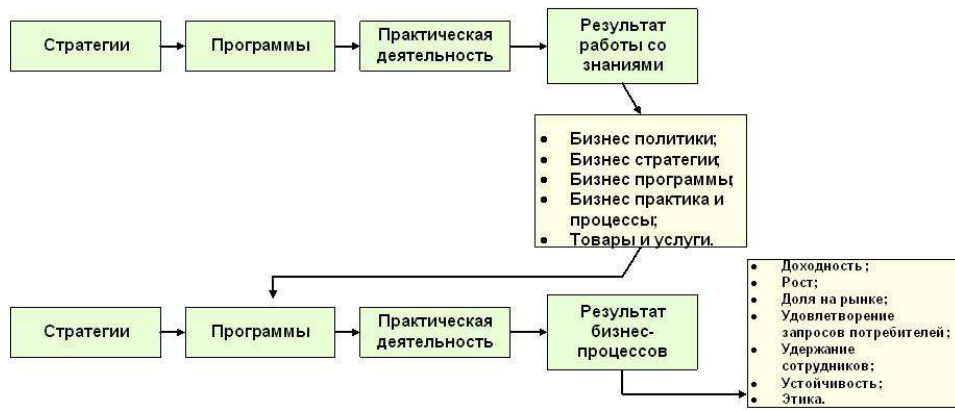 Стратегии
Программы
Практическая
деятельность
Результат
работы со
знаниями
• Бизнес политики;
• Бизнес стратегии;
• Бизнес программы;
• Бизнес практика и
процессы;
• Товары и услуги.
Стратегии
Программы
Практическая
деятельность
Результат
бизнес-
процессов
• Доходность;
• Рост;
• Доля на рынке;
• Удовлетворение
запросов потребителей;
• Удержание
сотрудников;
• Устойчивость;
• Этика.